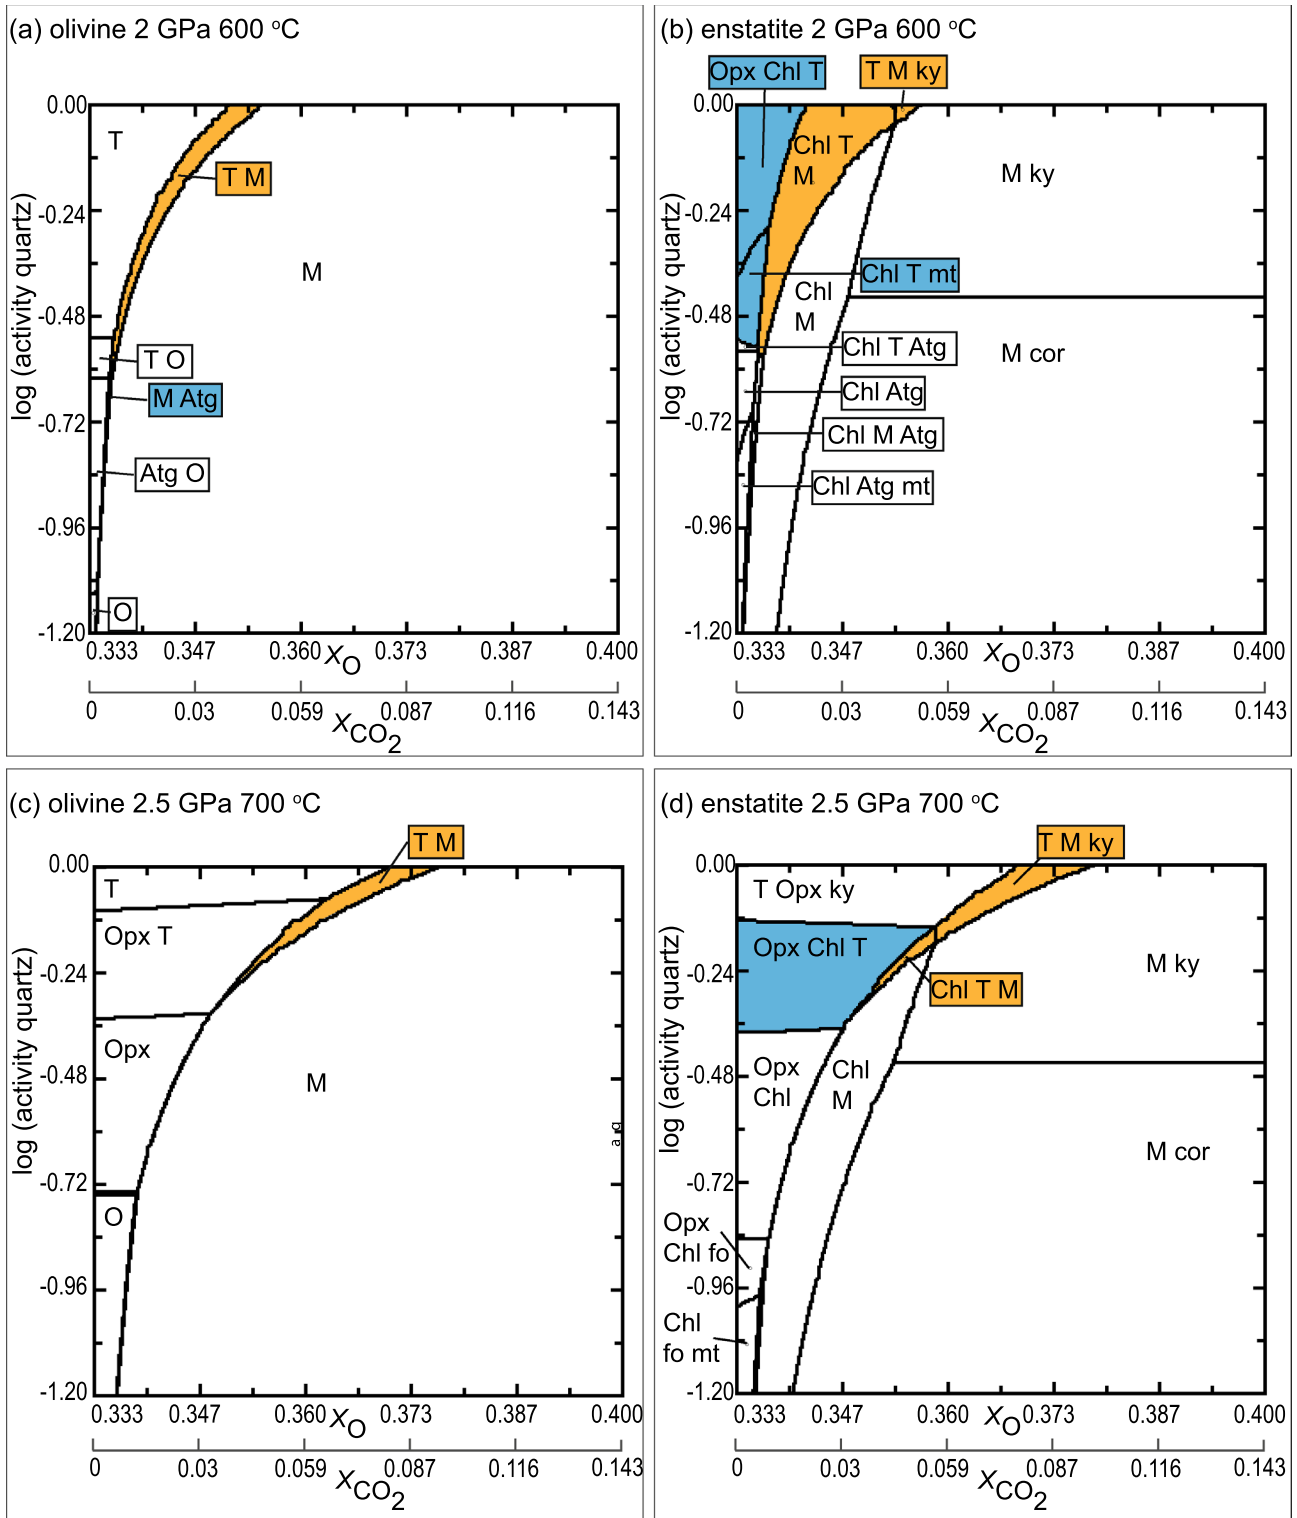 (a) olivine 2 GPa 600 °C
0.00
-0.24
-0.48
-0.72
-0.96
-1.20
log (activity quartz)
T
T M
M
T O
M Atg
Atg O
O
0.333 0.347 0.360 XO 0.373 0.387 0.400
0 0.03 0.059 0.087 0.116 0.143
XCO2
(b) enstatite 2 GPa 600 °C
Opx Chl T
T M ky
0.00
-0.24
-0.48
-0.72
-0.96
-1.20
log (activity quartz)
Chl T
M
M ky
Chl T mt
Chl
M
Chl T Atg
M cor
Chl Atg
Chl M Atg
Chl Atg mt
0.333 0.347 0.360 XO 0.373 0.387 0.400
0 0.03 0.059 0.087 0.116 0.143
XCO2
(c) olivine 2.5 GPa 700 °C
T M
0.00
-0.24
-0.48
-0.72
-0.96
-1.20
log (activity quartz)
T
Opx T
Opx
M
O
0.333 0.347 0.360 XO 0.373 0.387 0.400
0 0.03 0.059 0.087 0.116 0.143
XCO2
(d) enstatite 2.5 GPa 700 °C
T M ky
0.00
-0.24
-0.48
-0.72
-0.96
-1.20
log (activity quartz)
T Opx ky
Opx Chl T
M ky
Chl T M
Opx
Chl
Chl
M
M cor
Opx
Chl fo
Chl
fo mt
0.333 0.347 0.360 XO 0.373 0.387 0.400
0 0.03 0.059 0.087 0.116 0.143
XCO2